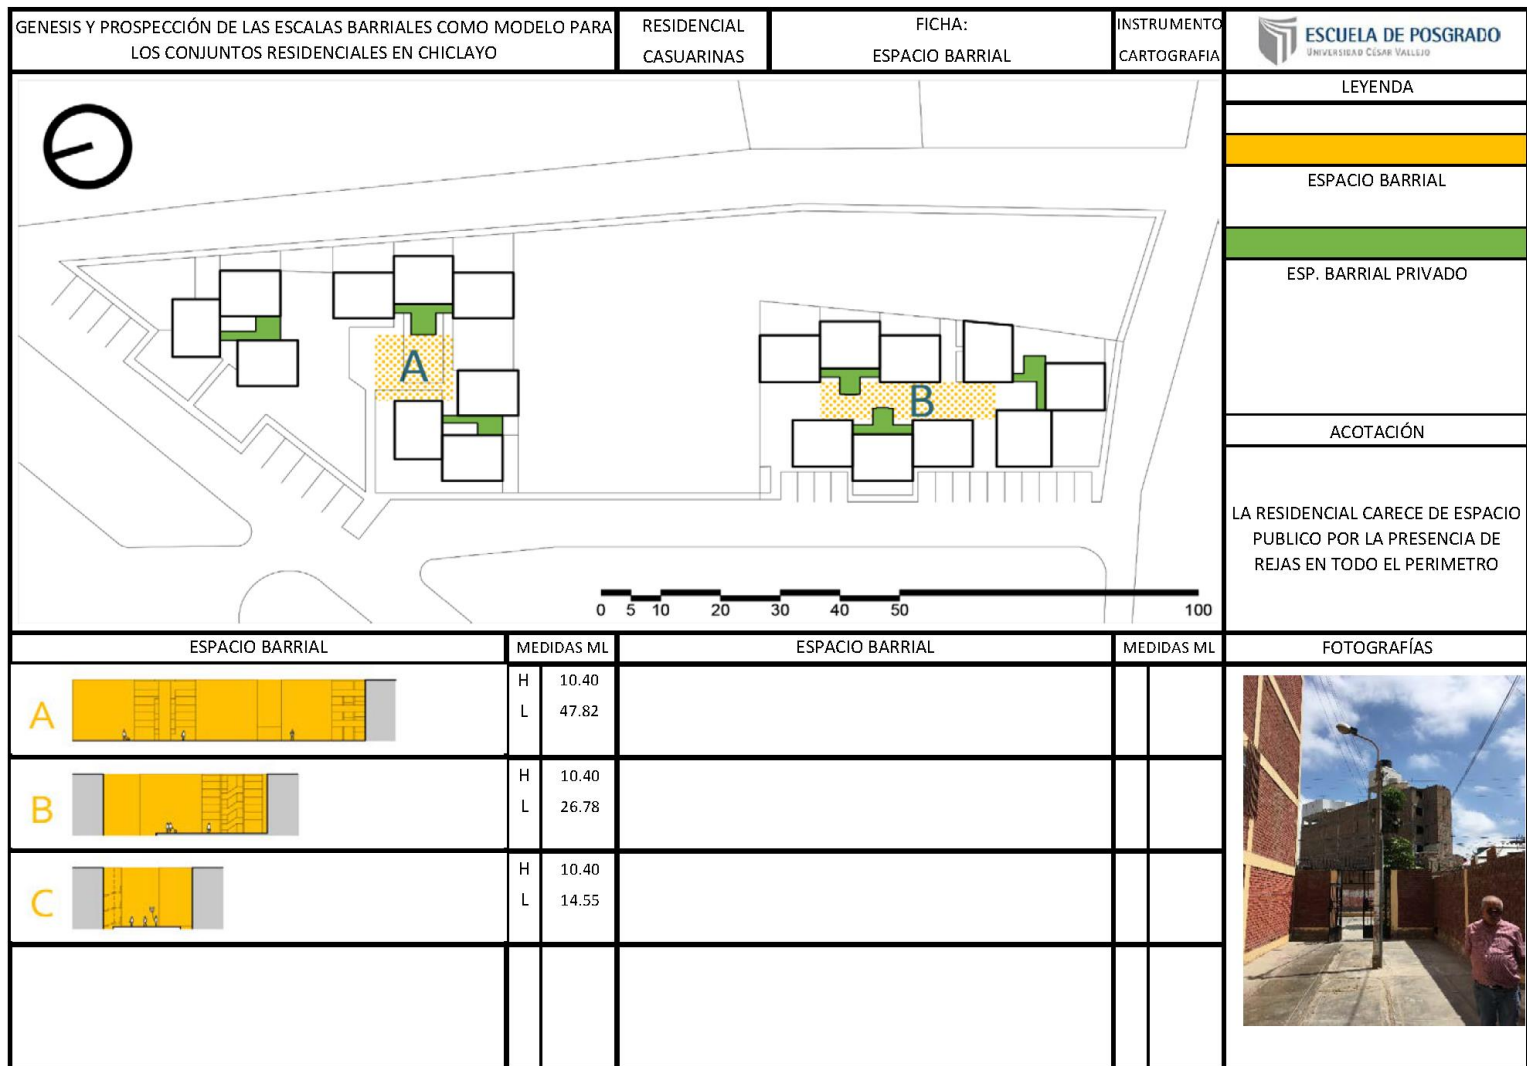 GENESIS Y PROSPECCIÓN DE LAS ESCALAS BARRIALES COMO MODELO PARA
LOS CONJUNTOS RESIDENCIALES EN CHICLAYO
RESIDENCIAL
CASUARINAS
FICHA:
ESPACIO BARRIAL
INSTRUMENTO
CARTOGRAFIA
ESCUELA DE POSGRADO
UNIVERSIDAD CÉSAR VALLEJO
LEYENDA
ESPACIO BARRIAL
ESP. BARRIAL PRIVADO
ACOTACIÓN
LA RESIDENCIAL CARECE DE ESPACIO
PUBLICO POR LA PRESENCIA DE
REJAS EN TODO EL PERIMETRO
A
B
0 5 10 20 30 40 50 100
ESPACIO BARRIAL
MEDIDAS ML
ESPACIO BARRIAL
MEDIDAS ML
FOTOGRAFÍAS
A
H 10.40
L 47.82
B
H 10.40
L 26.78
C
H 10.40
L 14.55